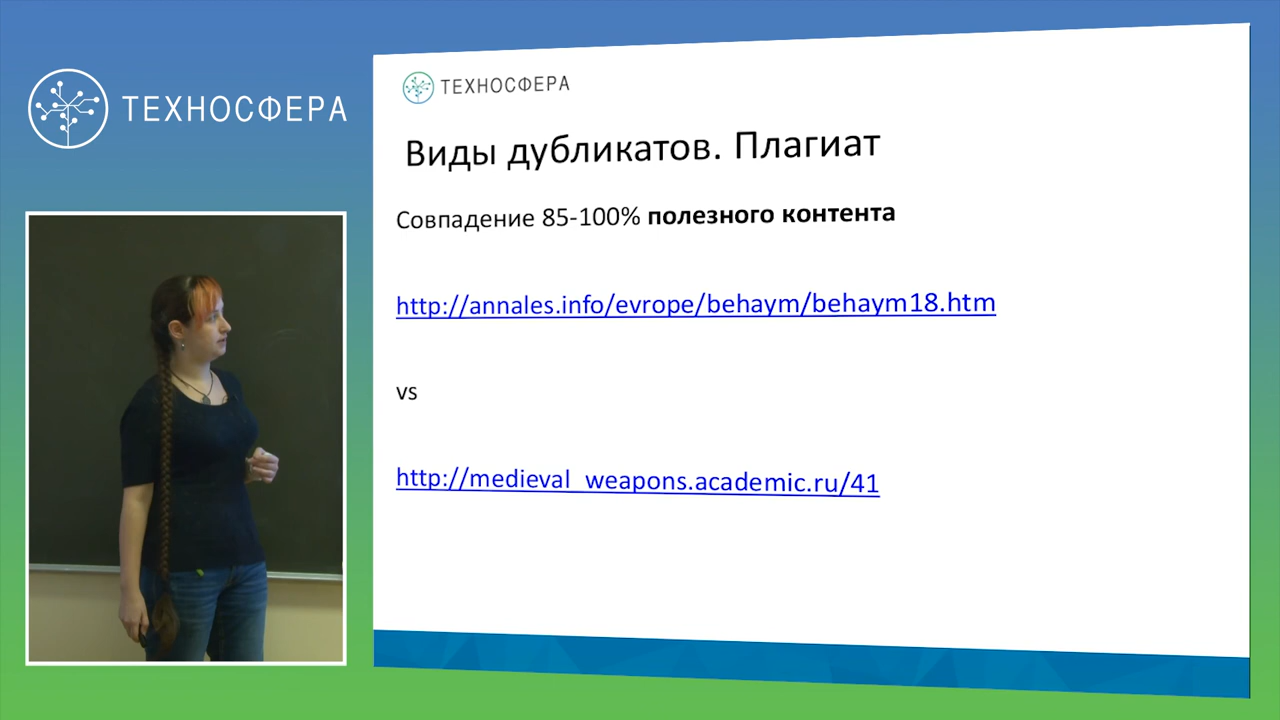 ТЕХНОСФЕРА
ТЕХНОСФЕРА
Виды дубликатов. Плагиат
Совпадение 85-100% полезного контента
http://annales.info/evrope/behaym/behaym18.htm
vs
http://medieval_weapons.academic.ru/41